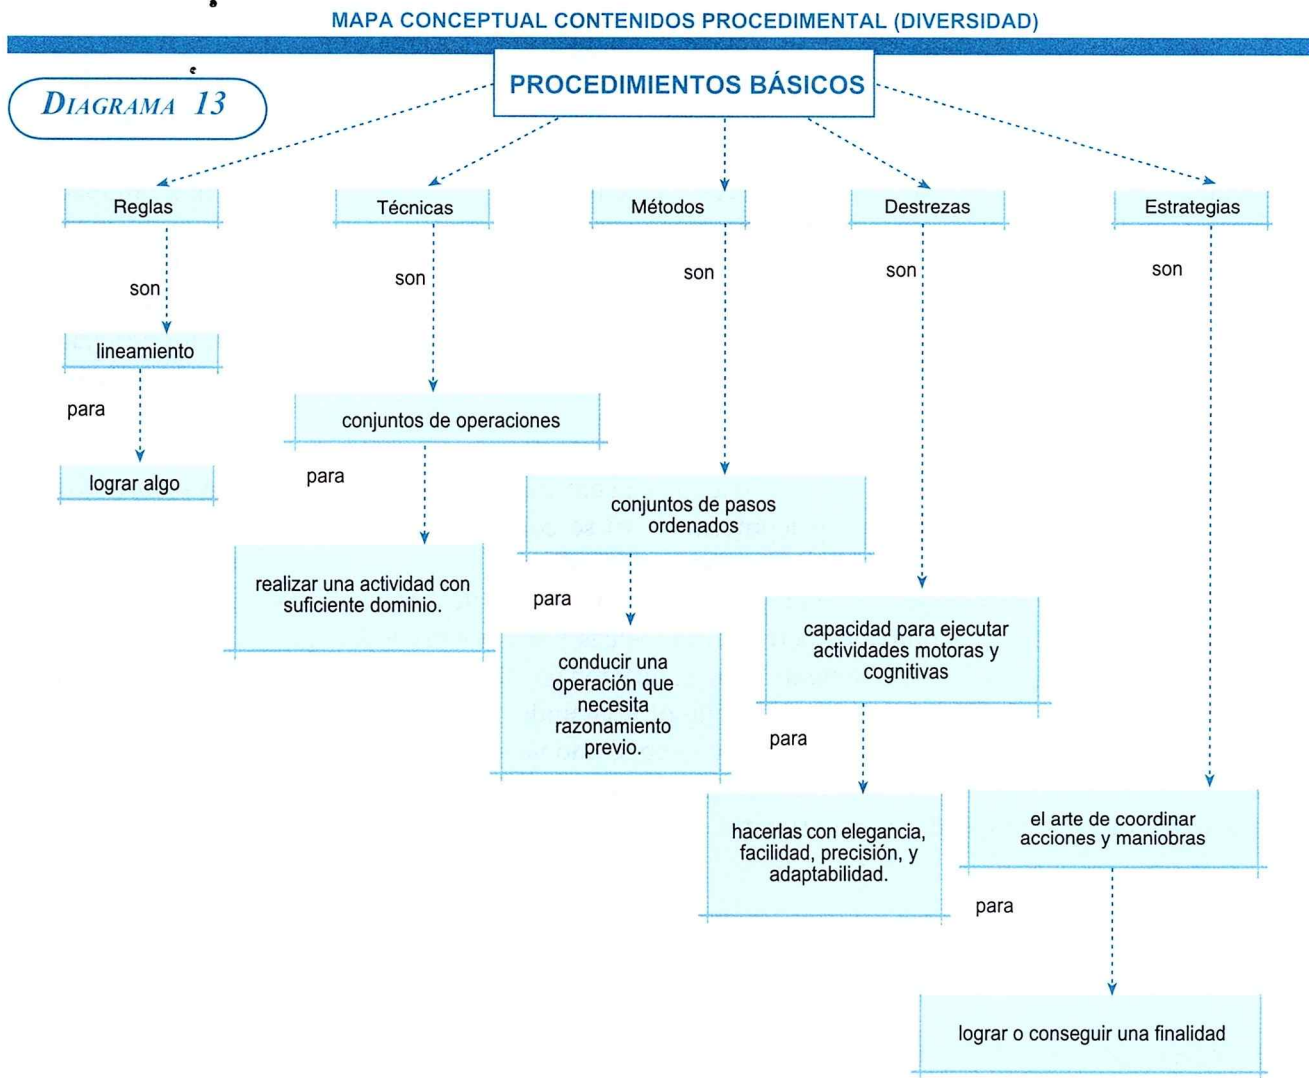 MAPA CONCEPTUAL CONTENIDOS PROCEDIMENTAL (DIVERSIDAD)
DIAGRAMA 13
PROCEDIMIENTOS BÁSICOS
Reglas
Técnicas
Métodos
Destrezas
Estrategias
son
son
son
son
son
lineamiento
para
lograr algo
conjuntos de operaciones
para
realizar una actividad con
suficiente dominio.
conjuntos de pasos
ordenados
para
conducir una
operación que
necesita
razonamiento
previo.
capacidad para ejecutar
actividades motoras y
cognitivas
para
hacerlas con elegancia,
facilidad, precisión, y
adaptabilidad.
el arte de coordinar
acciones y maniobras
para
lograr o conseguir una finalidad